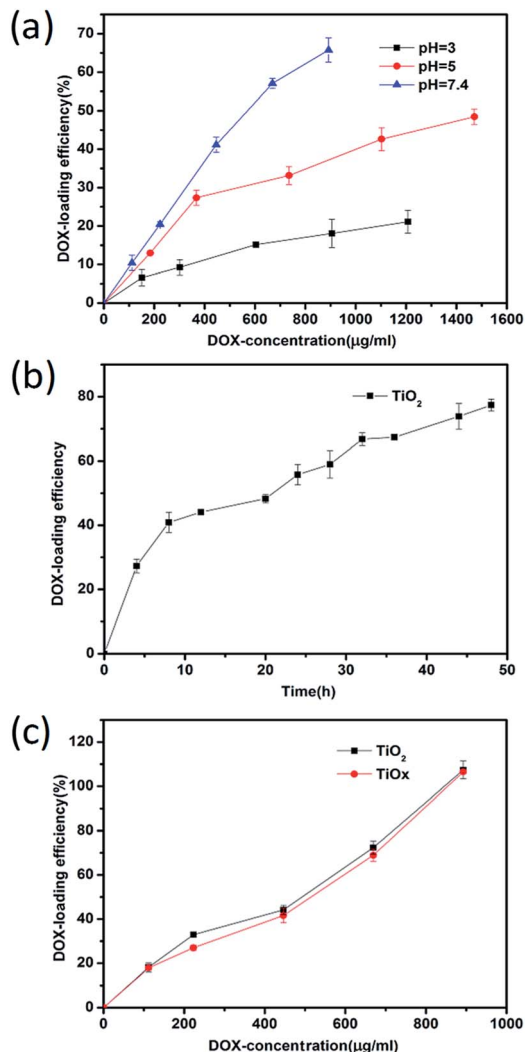 (a)
70
60
50
40
30
20
10
0
DOX-loading efficiency(%)
pH=3
pH=5
pH=7.4
0 200 400 600 800 1000 1200 1400 1600
DOX-concentration(μg/ml)
(b)
80
60
40
20
0
DOX-loading efficiency
TiO₂
0 10 20 30 40 50
Time(h)
(c)
120
100
80
60
40
20
0
DOX-loading efficiency(%)
TiO₂
TiOx
0 200 400 600 800 1000
DOX-concentration(μg/ml)